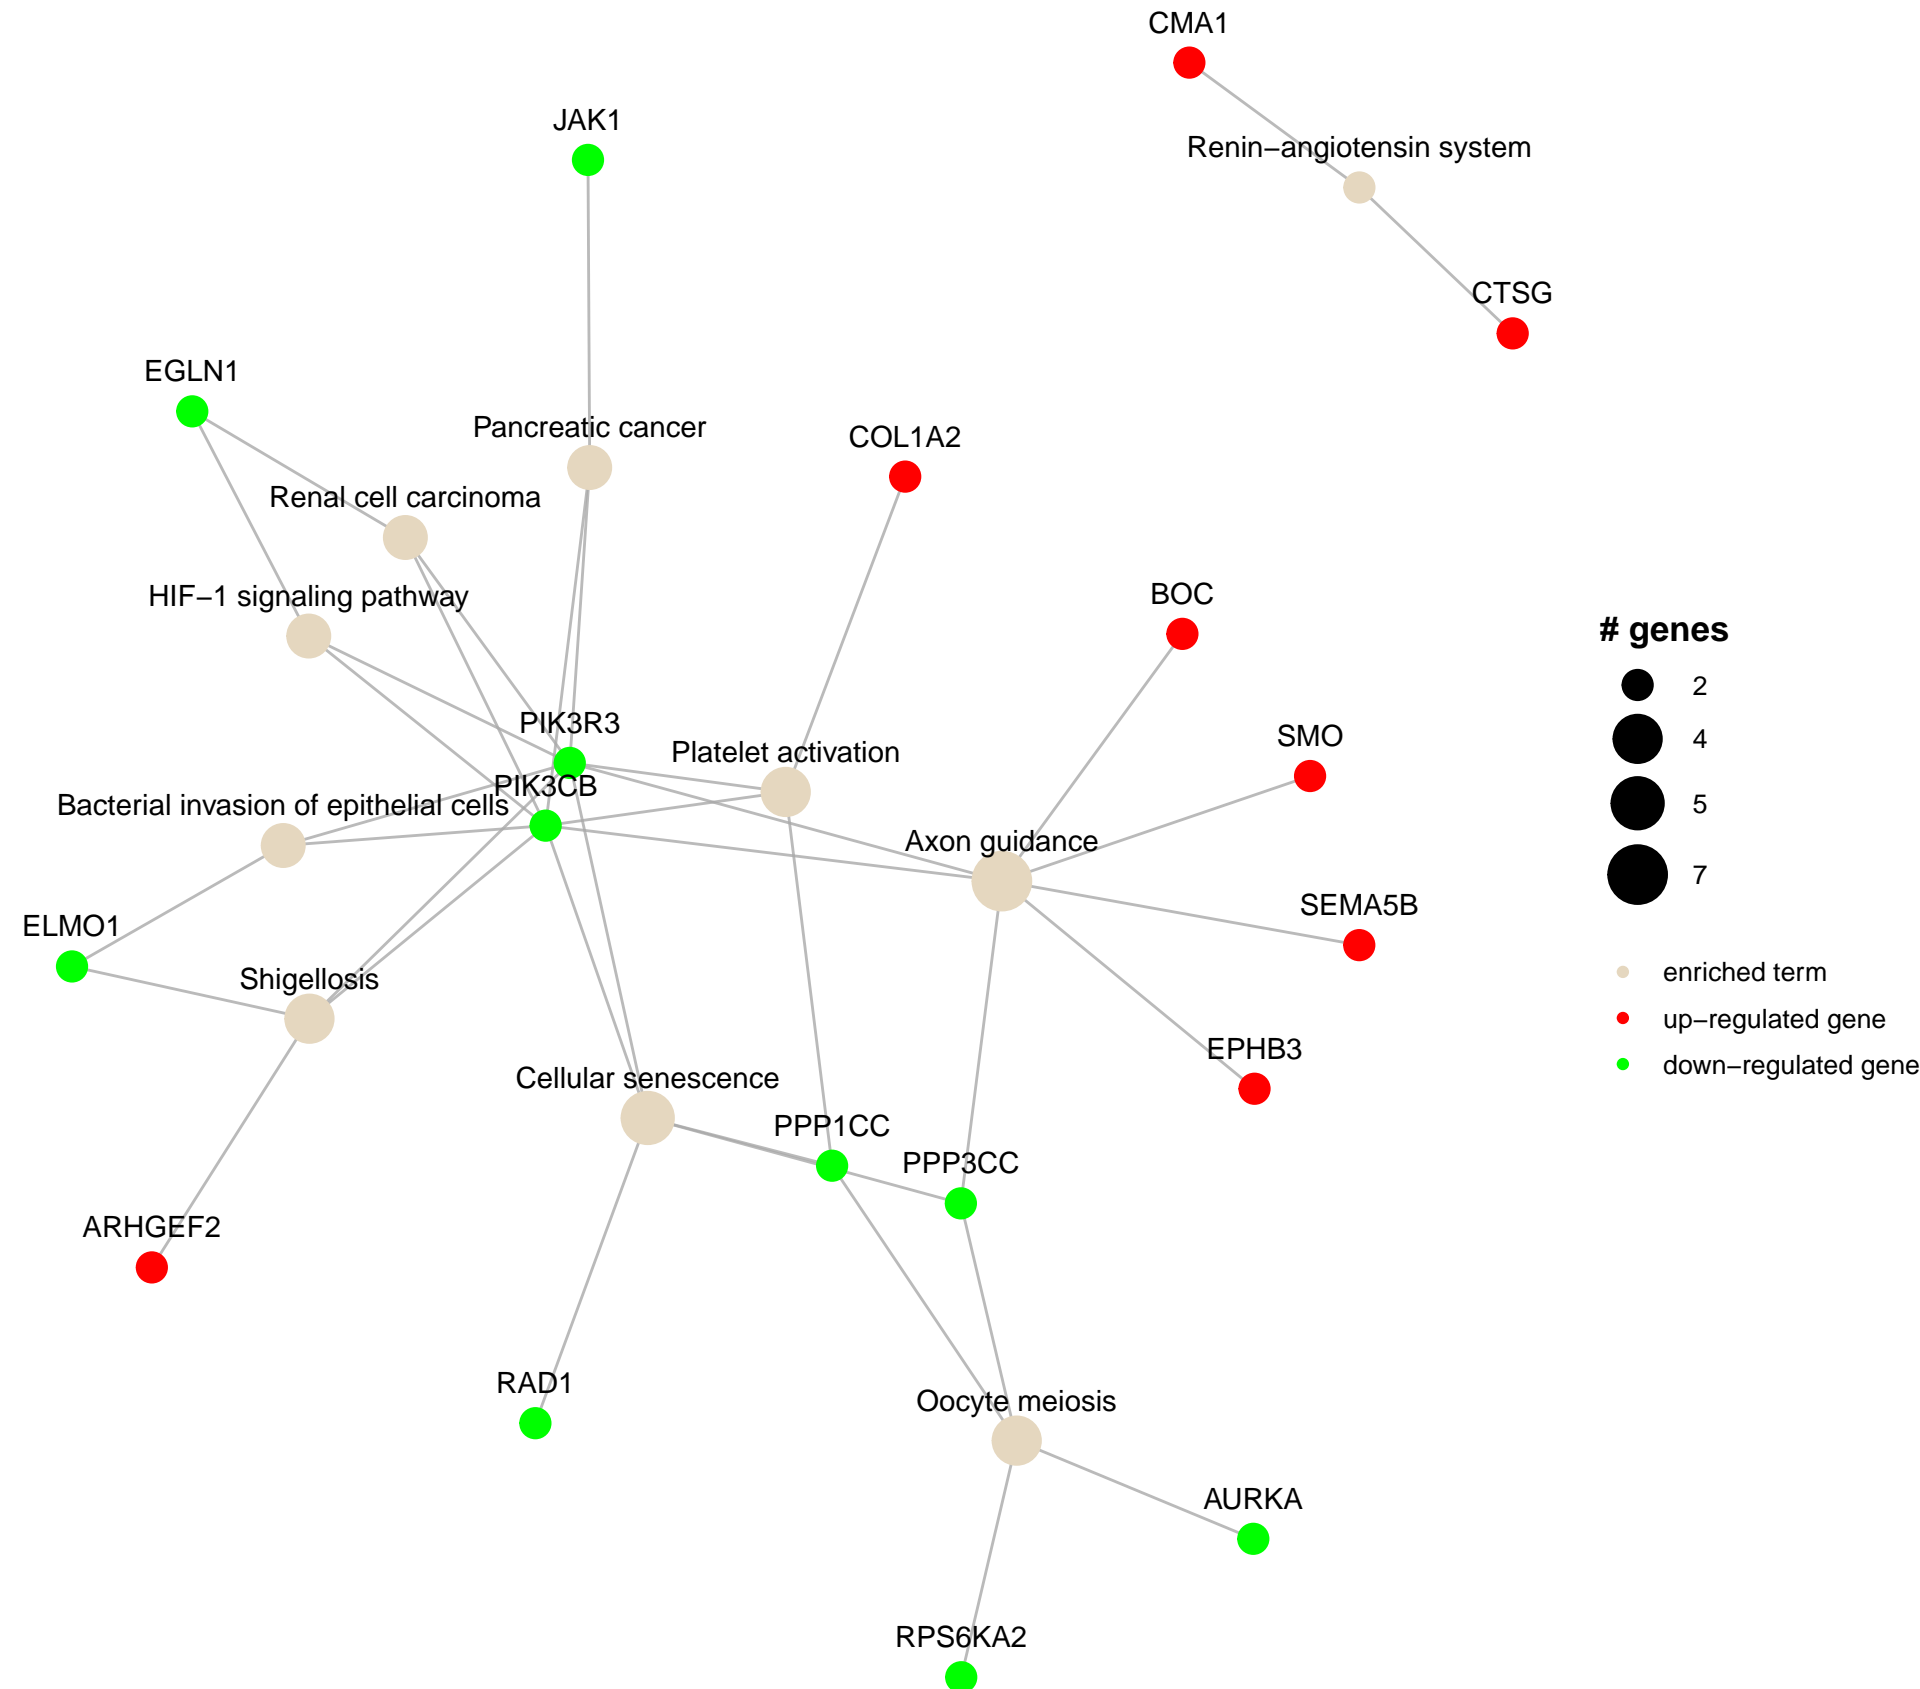 CMA1
JAK1
Renin−angiotensin system
CTSG
EGLN1
Pancreatic cancer
COL1A2
Renal cell carcinoma
HIF−1 signaling pathway
BOC
# genes
2
PIK3R3
SMO
4
Platelet activation
PIK3CB
Bacterial invasion of epithelial cells
5
Axon guidance
7
SEMA5B
ELMO1
Shigellosis
enriched term
up−regulated gene
EPHB3
down−regulated gene
Cellular senescence
PPP1CC
PPP3CC
ARHGEF2
RAD1
Oocyte meiosis
AURKA
RPS6KA2